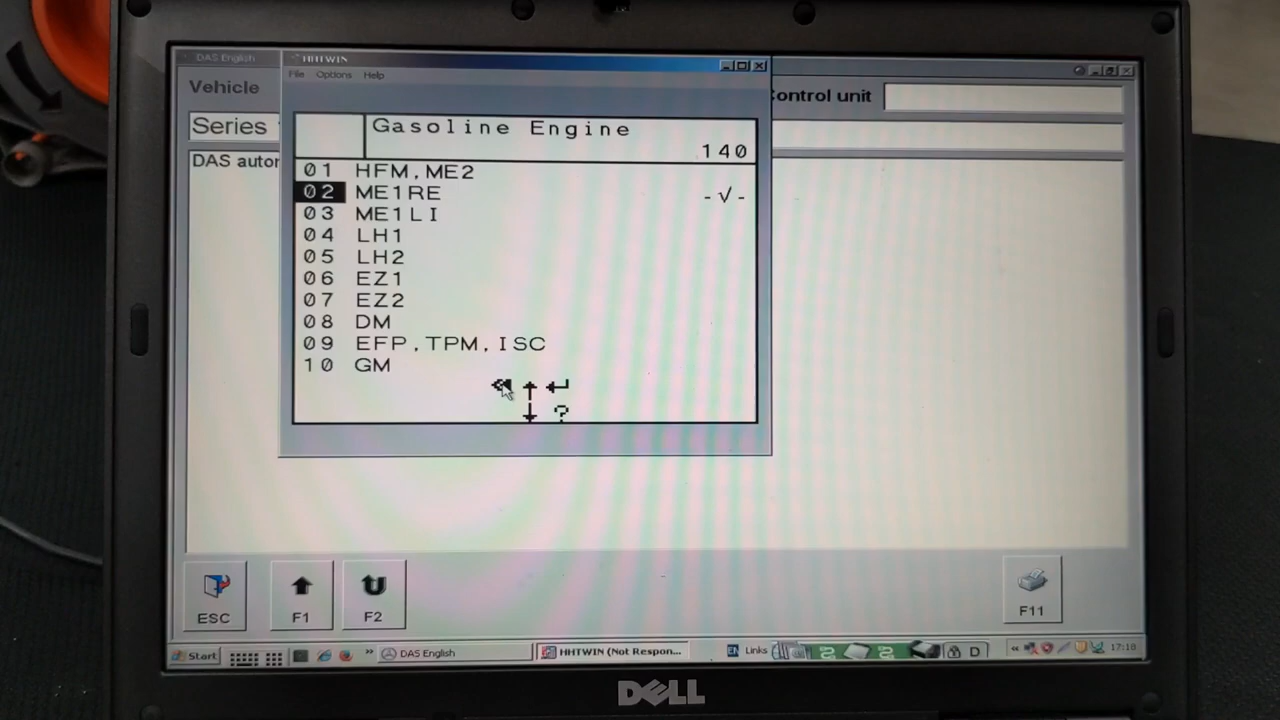 DAS English
HHTWIN
File Options Help
Vehicle
Control unit
Series
DAS autor
Gasoline Engine
140
01 HFM,ME2
02 ME1RE -√-
03 ME1LI
04 LH1
05 LH2
06 EZ1
07 EZ2
08 DM
09 EFP,TPM,ISC
10 GM
?
ESC
F1
F2
F11
Start
»
DAS English
HHTWIN (Not Respon...
EN Links
D
«
17:10
DELL